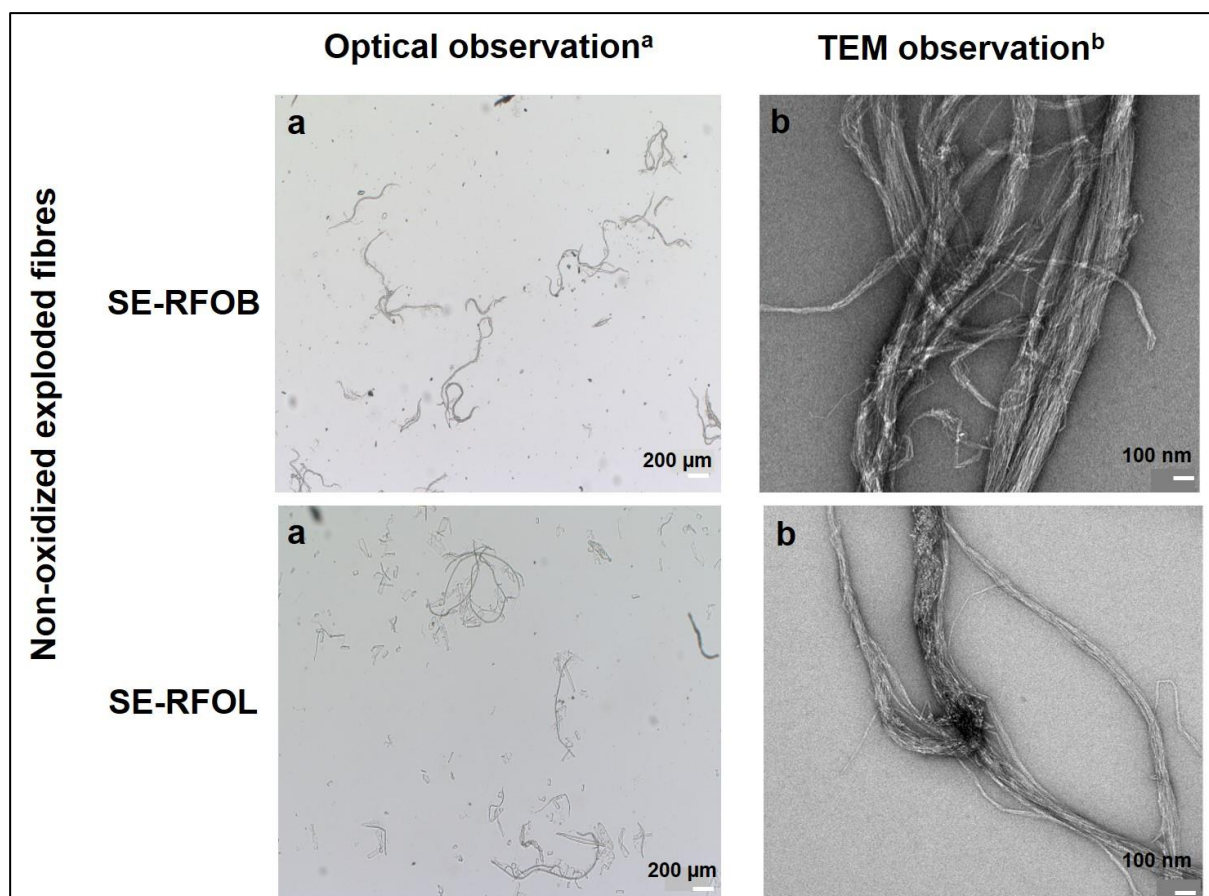 Optical observationᵃ
TEM observationᵇ
Non-oxidized exploded fibres
SE-RFOB
a
200 µm
b
100 nm
SE-RFOL
a
200 µm
b
100 nm